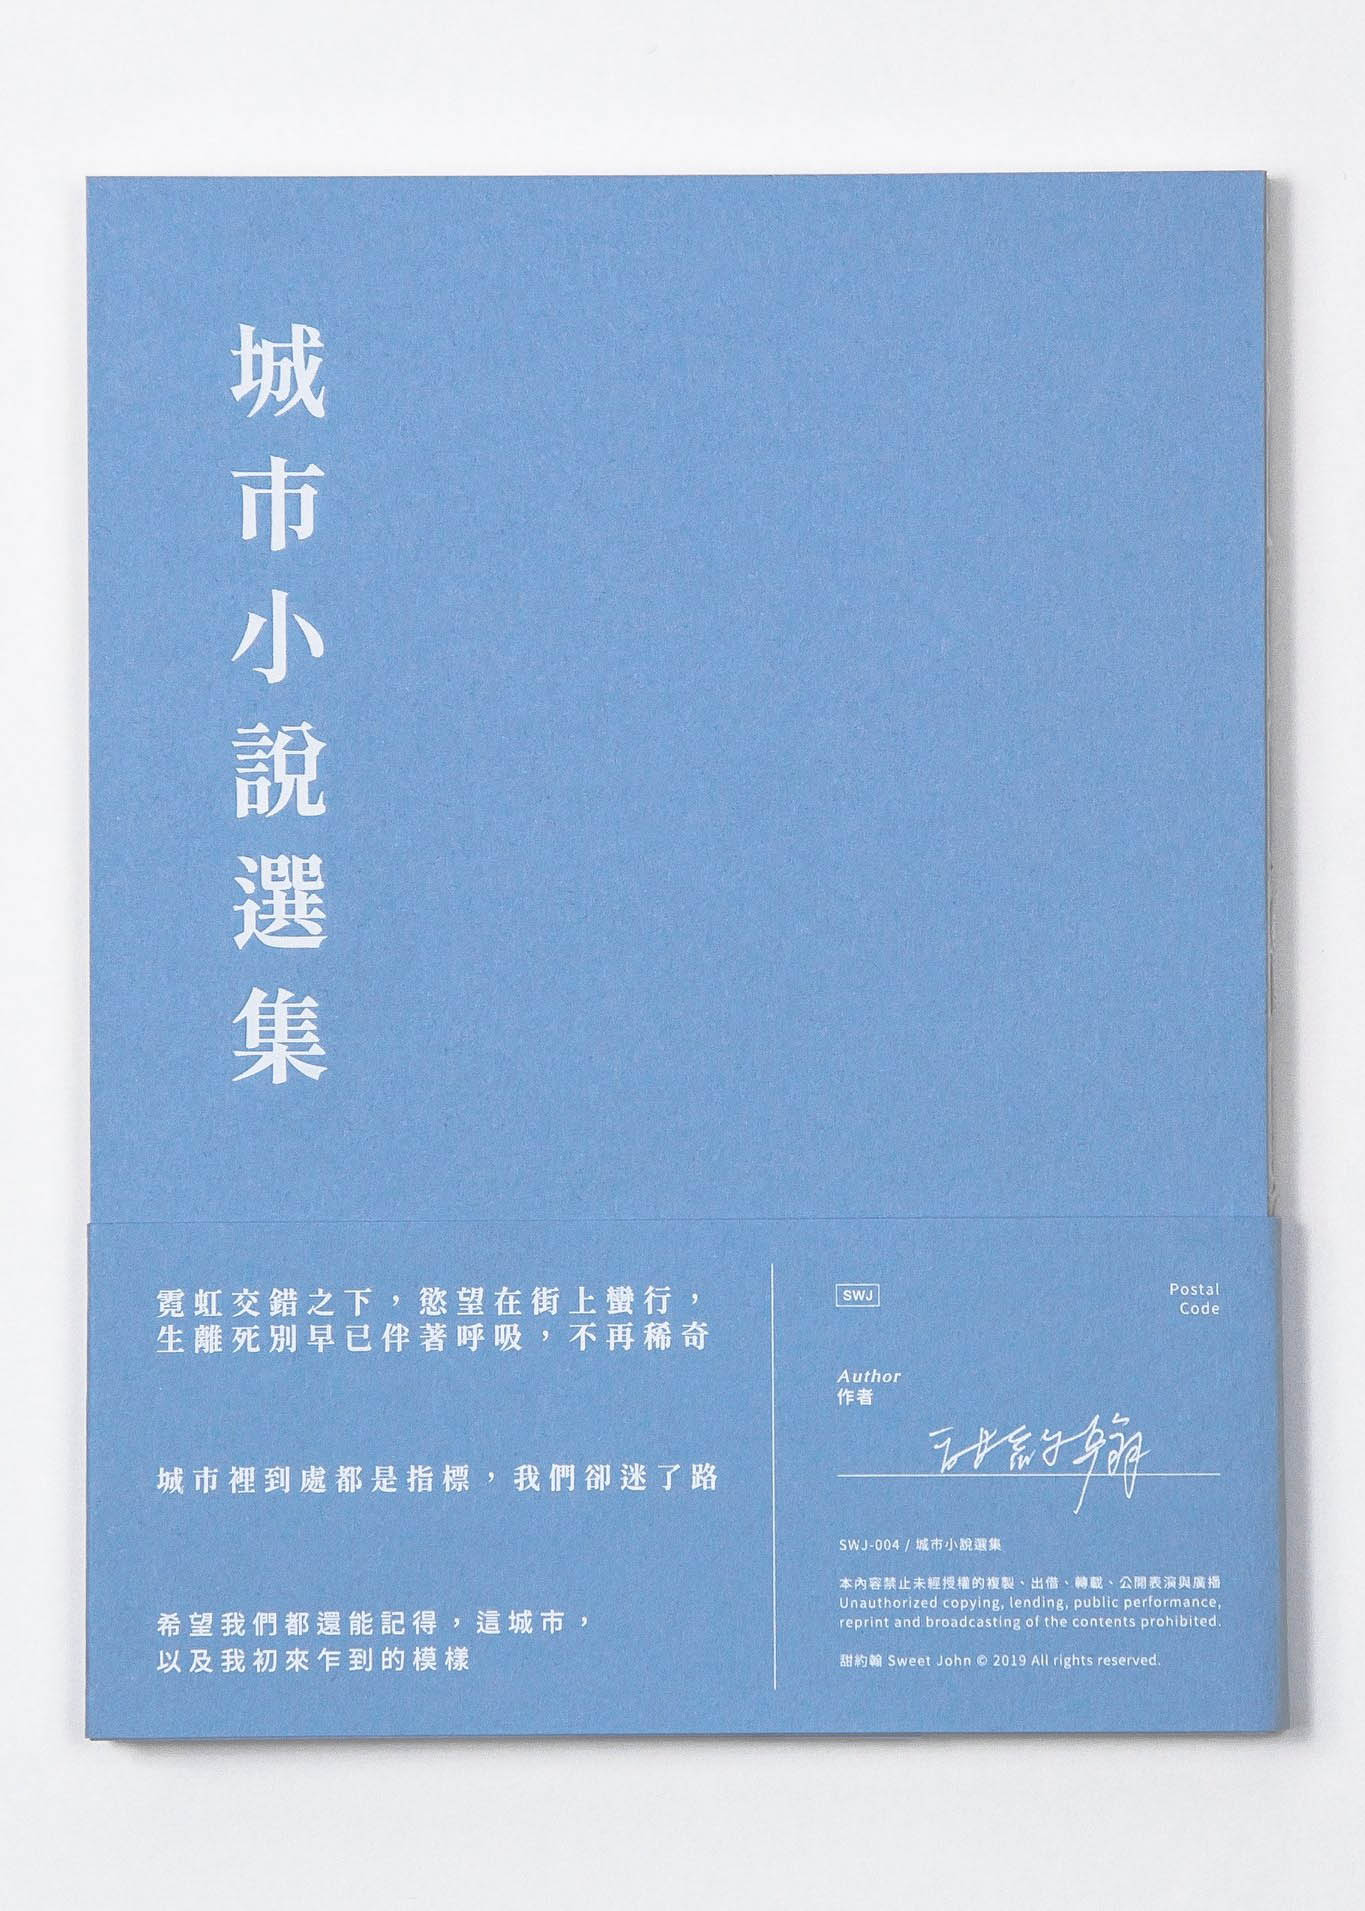 城市小說選集
霓虹交錯之下，慾望在街上蠻行，
生離死別早已伴著呼吸，不再稀奇
城市裡到處都是指標，我們卻迷了路
希望我們都還能記得，這城市，
以及我初來乍到的模樣
SWJ
Postal
Code
Author
作者
甜約翰
SWJ-004 / 城市小說選集
本內容禁止未經授權的複製、出借、轉載、公開表演與廣播
Unauthorized copying, lending, public performance,
reprint and broadcasting of the contents prohibited.
甜約翰 Sweet John © 2019 All rights reserved.